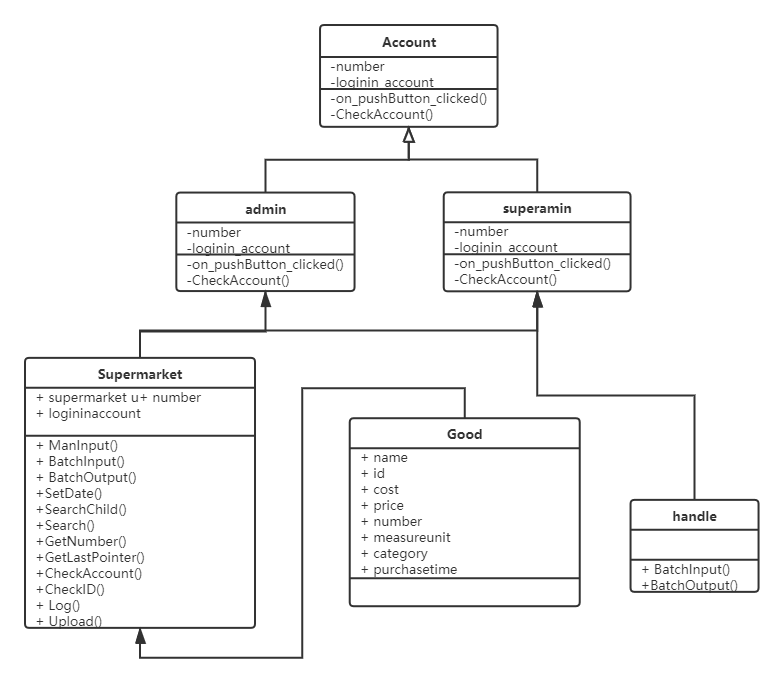 Account
-number
-loginin_account
-on_pushButton_clicked()
-CheckAccount()
admin
-number
-loginin_account
-on_pushButton_clicked()
-CheckAccount()
superamin
-number
-loginin_account
-on_pushButton_clicked()
-CheckAccount()
Supermarket
+ supermarket u+ number
+ logininaccount
+ ManInput()
+ BatchInput()
+ BatchOutput()
+SetDate()
+SearchChild()
+Search()
+GetNumber()
+GetLastPointer()
+CheckAccount()
+CheckID()
+ Log()
+ Upload()
Good
+ name
+ id
+ cost
+ price
+ number
+ measureunit
+ category
+ purchasetime
handle
+ BatchInput()
+BatchOutput()